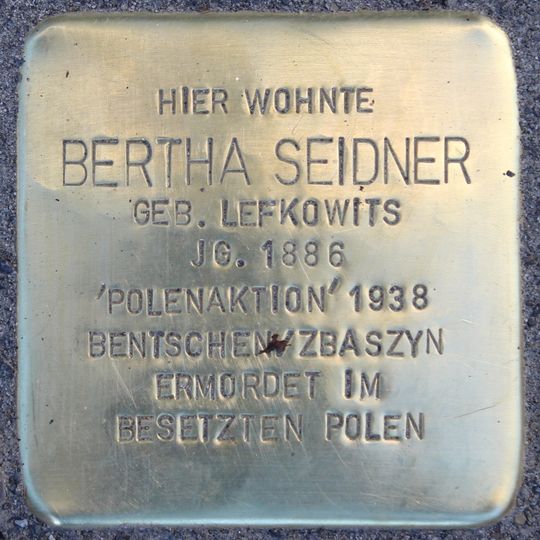 HIER WOHNTE
BERTHA SEIDNER
GEB. LEFKOWITS
JG. 1886
'POLENAKTION' 1938
BENTSCHEN/ZBASZYN
ERMORDET IM
BESETZTEN POLEN